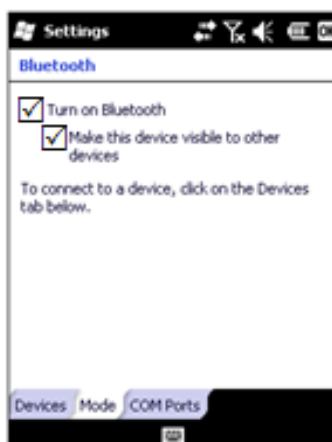 Settings
Bluetooth
Turn on Bluetooth
Make this device visible to other
devices
To connect to a device, click on the Devices
tab below.
Devices Mode COM Ports